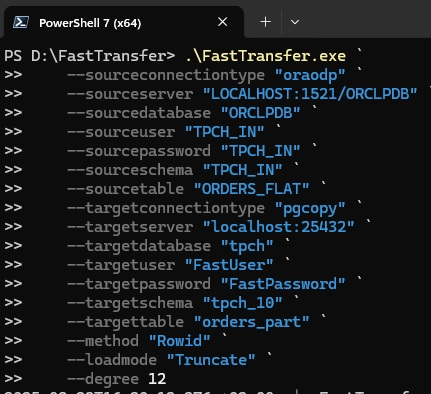 PowerShell 7 (x64)
PS D:\FastTransfer> .\FastTransfer.exe `
>> --sourceconnectiontype "oraodp" `
>> --sourceserver "LOCALHOST:1521/ORCLPDB" `
>> --sourcedatabase "ORCLPDB" `
>> --sourceuser "TPCH_IN" `
>> --sourcepassword "TPCH_IN" `
>> --sourceschema "TPCH_IN" `
>> --sourcetable "ORDERS_FLAT" `
>> --targetconnectiontype "pgcopy" `
>> --targetserver "localhost:25432" `
>> --targetdatabase "tpch" `
>> --targetuser "FastUser" `
>> --targetpassword "FastPassword" `
>> --targetschema "tpch_10" `
>> --targettable "orders_part" `
>> --method "Rowid" `
>> --loadmode "Truncate" `
>> --degree 12